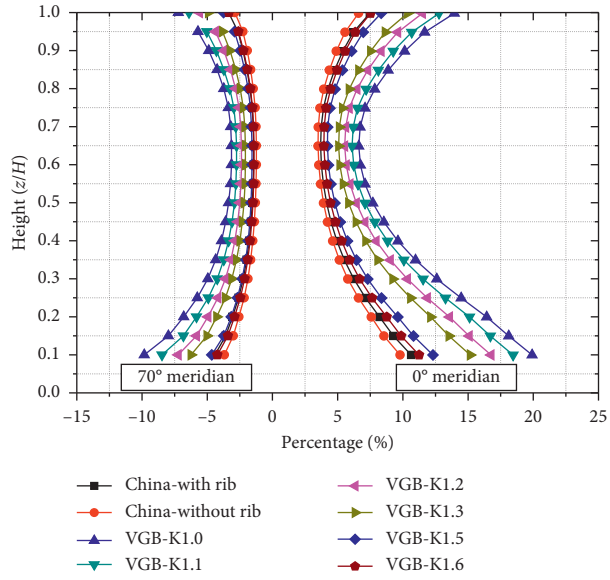 1.0
0.9
0.8
0.7
0.6
0.5
0.4
0.3
0.2
0.1
0.0
Height (z/H)
70° meridian
0° meridian
−15 −10 −5 0 5 10 15 20 25
Percentage (%)
China-with rib
China-without rib
VGB-K1.0
VGB-K1.1
VGB-K1.2
VGB-K1.3
VGB-K1.5
VGB-K1.6